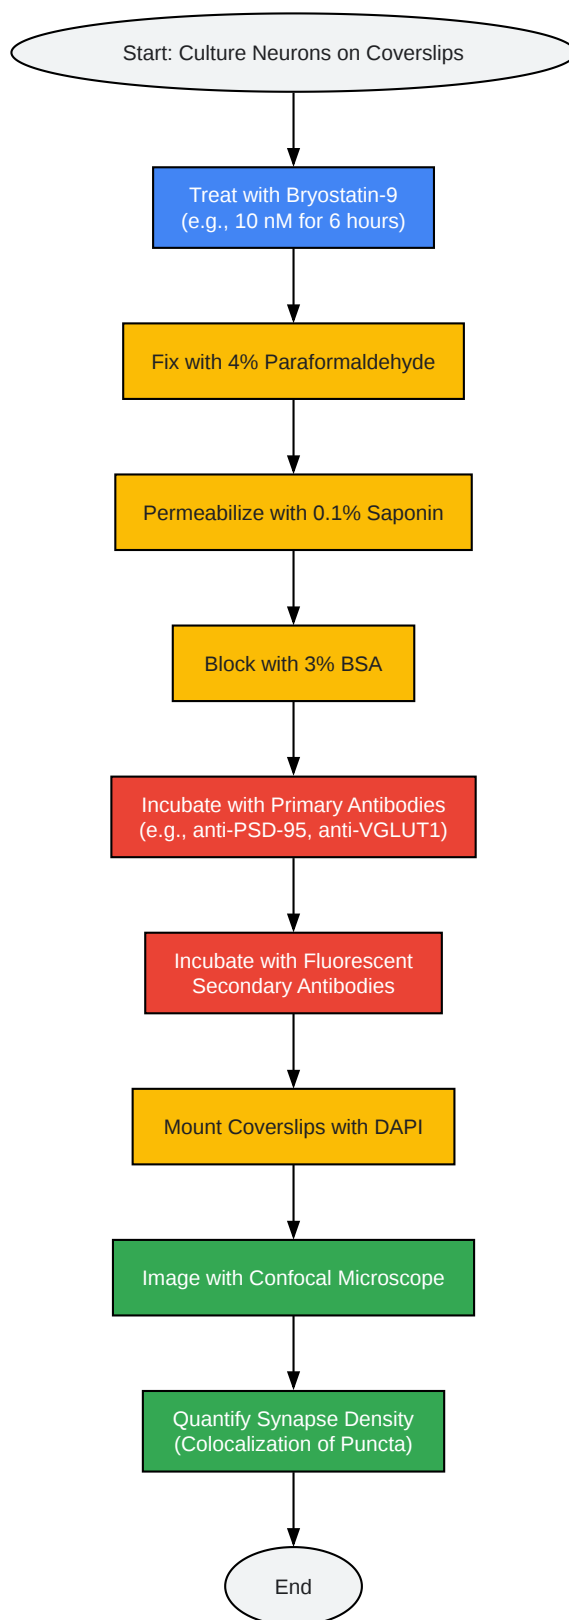 Start: Culture Neurons on Coverslips
Treat with Bryostatin-9
(e.g., 10 nM for 6 hours)
Fix with 4% Paraformaldehyde
Permeabilize with 0.1% Saponin
Block with 3% BSA
Incubate with Primary Antibodies
(e.g., anti-PSD-95, anti-VGLUT1)
Incubate with Fluorescent
Secondary Antibodies
Mount Coverslips with DAPI
Image with Confocal Microscope
Quantify Synapse Density
(Colocalization of Puncta)
End